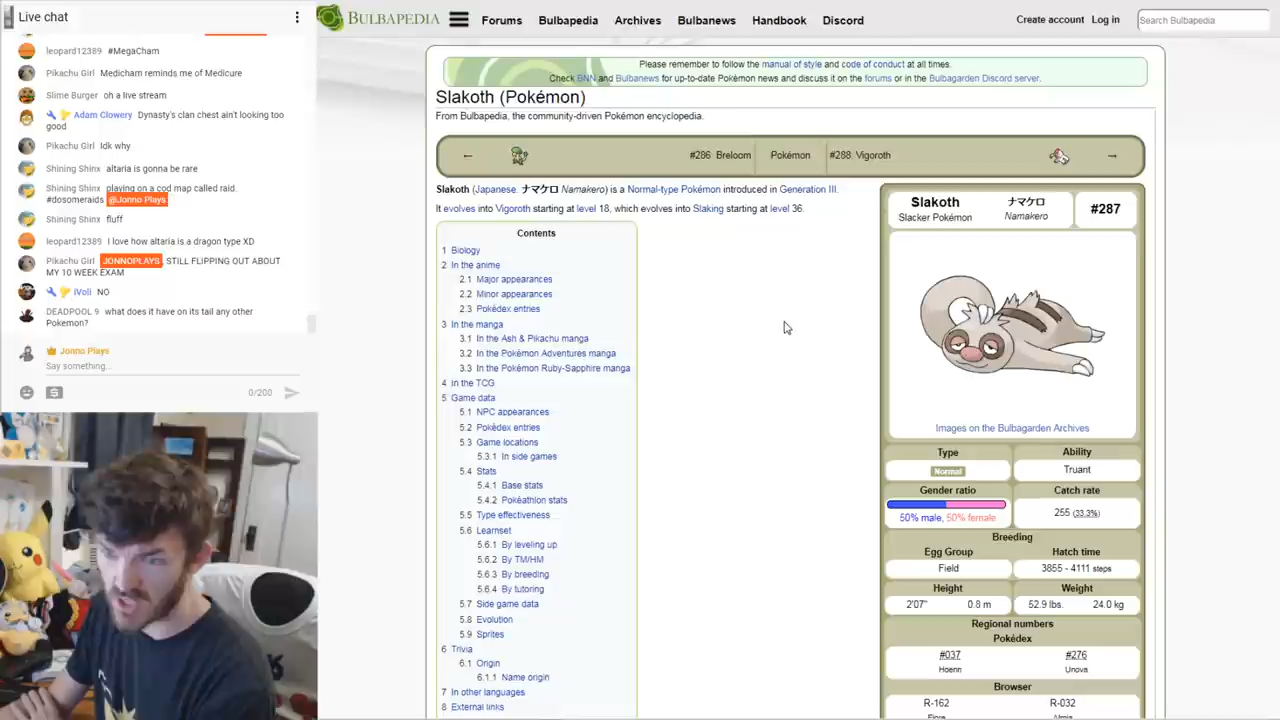 Live chat
leopard12389 #MegaCham
Pikachu Girl Medicham reminds me of Medicure
Slime Burger oh a live stream
Adam Clowery Dynasty's clan chest ain't looking too
good
Pikachu Girl Idk why
Shining Shinx altaria is gonna be rare
Shining Shinx playing on a cod map called raid.
#dosomeraids @Jonno Plays
Shining Shinx fluff
leopard12389 I love how altaria is a dragon type XD
Pikachu Girl JONNOPLAYS STILL FLIPPING OUT ABOUT
MY 10 WEEK EXAM
iVoli NO
DEADPOOL 9 what does it have on its tail any other
Pokemon?
Jonno Plays
Say something...
0/200
BULBAPEDIA
Forums Bulbapedia Archives Bulbanews Handbook Discord
Create account Log in
Search Bulbapedia
Please remember to follow the manual of style and code of conduct at all times.
Check BNN and Bulbanews for up-to-date Pokémon news and discuss it on the forums or in the Bulbagarden Discord server.
Slakoth (Pokémon)
From Bulbapedia, the community-driven Pokémon encyclopedia.
← #286 Breloom Pokémon #288: Vigoroth →
Slakoth (Japanese: ナマケロ Namakero) is a Normal-type Pokémon introduced in Generation III.
It evolves into Vigoroth starting at level 18, which evolves into Slaking starting at level 36.
Contents
1 Biology
2 In the anime
2.1 Major appearances
2.2 Minor appearances
2.3 Pokédex entries
3 In the manga
3.1 In the Ash & Pikachu manga
3.2 In the Pokémon Adventures manga
3.3 In the Pokémon Ruby-Sapphire manga
4 In the TCG
5 Game data
5.1 NPC appearances
5.2 Pokédex entries
5.3 Game locations
5.3.1 In side games
5.4 Stats
5.4.1 Base stats
5.4.2 Pokéathlon stats
5.5 Type effectiveness
5.6 Learnset
5.6.1 By leveling up
5.6.2 By TM/HM
5.6.3 By breeding
5.6.4 By tutoring
5.7 Side game data
5.8 Evolution
5.9 Sprites
6 Trivia
6.1 Origin
6.1.1 Name origin
7 In other languages
8 External links
Slakoth ナマケロ #287
Slacker Pokémon Namakero
Images on the Bulbagarden Archives
Type Ability
Normal Truant
Gender ratio Catch rate
50% male, 50% female 255 (33.3%)
Breeding
Egg Group Hatch time
Field 3855 - 4111 steps
Height Weight
2'07" 0.8 m 52.9 lbs. 24.0 kg
Regional numbers
Pokédex
#037 #276
Hoenn Unova
Browser
R-162 R-032
Fiore Almia